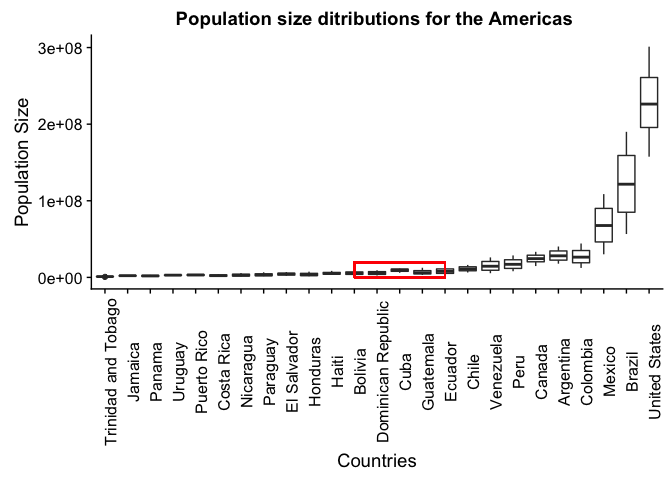 Population size ditributions for the Americas
Population Size
3e+08
2e+08
1e+08
0e+00
Trinidad and Tobago
Jamaica
Panama
Uruguay
Puerto Rico
Costa Rica
Nicaragua
Paraguay
El Salvador
Honduras
Haiti
Bolivia
Dominican Republic
Cuba
Guatemala
Ecuador
Chile
Venezuela
Peru
Canada
Argentina
Colombia
Mexico
Brazil
United States
Countries